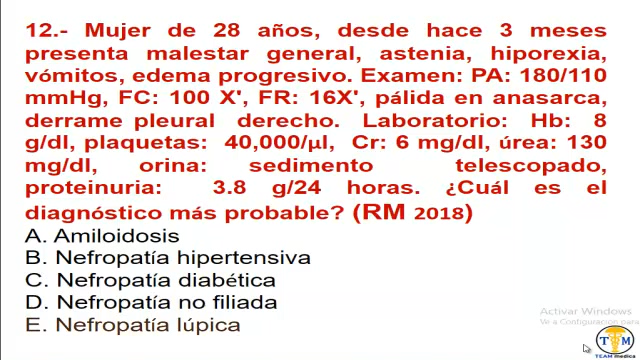 12.- Mujer de 28 años, desde hace 3 meses
presenta malestar general, astenia, hiporexia,
vómitos, edema progresivo. Examen: PA: 180/110
mmHg, FC: 100 X', FR: 16X', pálida en anasarca,
derrame pleural derecho. Laboratorio: Hb: 8
g/dl, plaquetas: 40,000/µl, Cr: 6 mg/dl, úrea: 130
mg/dl, orina: sedimento telescopado,
proteinuria: 3.8 g/24 horas. ¿Cuál es el
diagnóstico más probable? (RM 2018)
A. Amiloidosis
B. Nefropatía hipertensiva
C. Nefropatía diabética
D. Nefropatía no filiada
E. Nefropatía lúpica
Activar Windows
Ve a Configuración para
T M
TEAM Medica